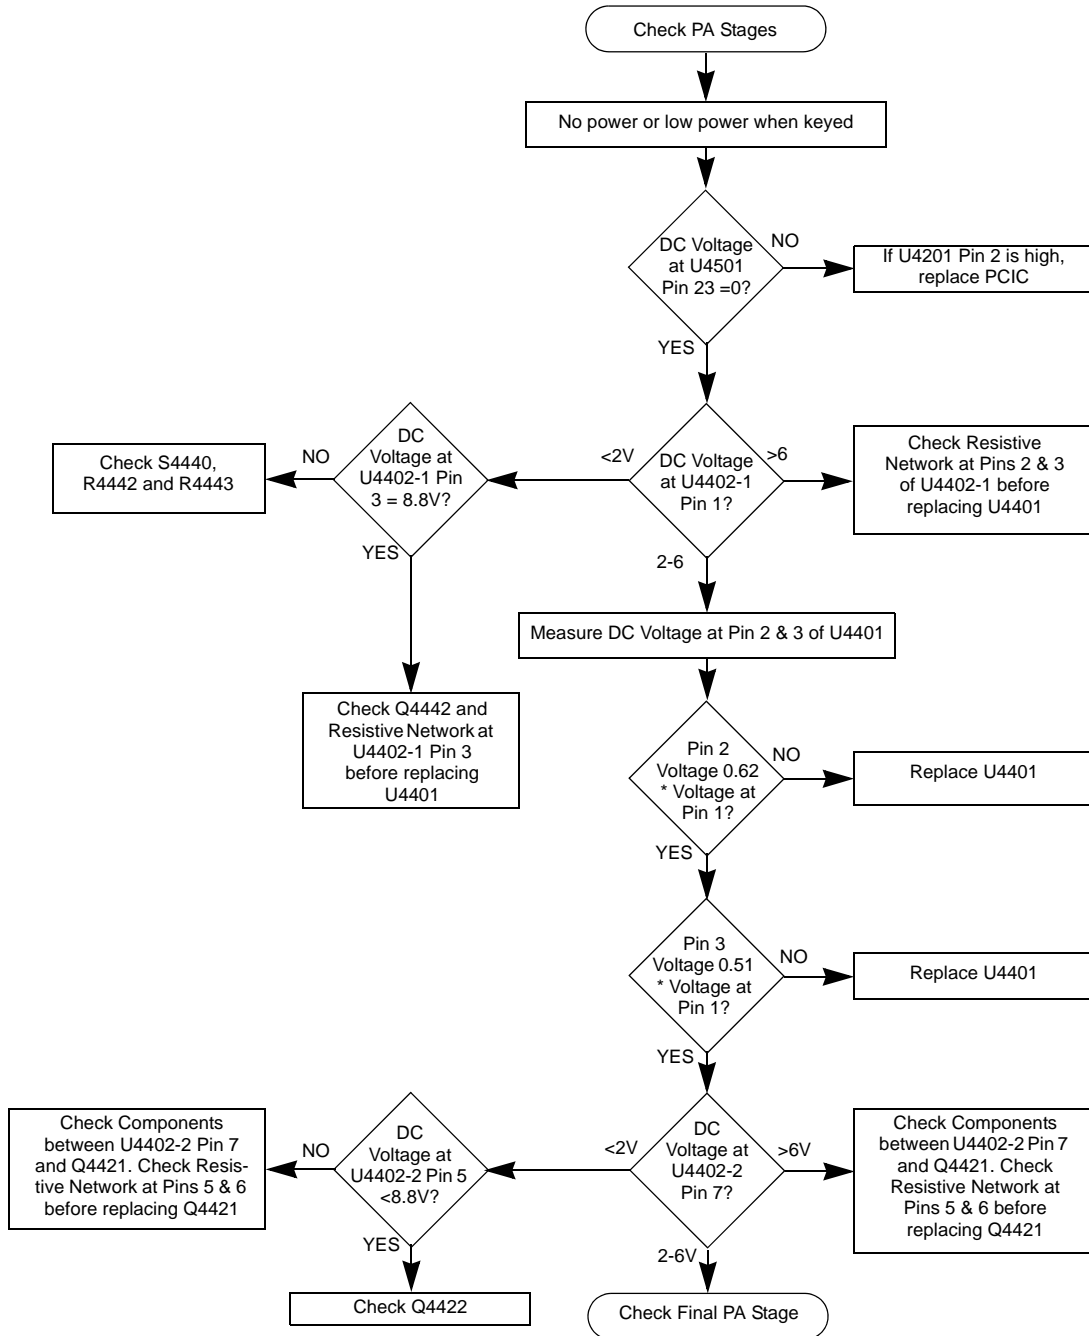 Check PA Stages
No power or low power when keyed
DC Voltage
at U4501
Pin 23 =0?
NO
If U4201 Pin 2 is high,
replace PCIC
YES
DC
Voltage at
U4402-1 Pin
3 = 8.8V?
NO
Check S4440,
R4442 and R4443
<2V
DC Voltage
at U4402-1
Pin 1?
>6
Check Resistive
Network at Pins 2 & 3
of U4402-1 before
replacing U4401
YES
2-6
Measure DC Voltage at Pin 2 & 3 of U4401
Check Q4442 and
Resistive Network at
U4402-1 Pin 3
before replacing
U4401
Pin 2
Voltage 0.62
* Voltage at
Pin 1?
NO
Replace U4401
YES
Pin 3
Voltage 0.51
* Voltage at
Pin 1?
NO
Replace U4401
YES
Check Components
between U4402-2 Pin 7
and Q4421. Check Resis-
tive Network at Pins 5 & 6
before replacing Q4421
NO
DC
Voltage at
U4402-2 Pin 5
<8.8V?
<2V
DC
Voltage at
U4402-2
Pin 7?
>6V
Check Components
between U4402-2 Pin 7
and Q4421. Check
Resistive Network at
Pins 5 & 6 before
replacing Q4421
YES
2-6V
Check Q4422
Check Final PA Stage